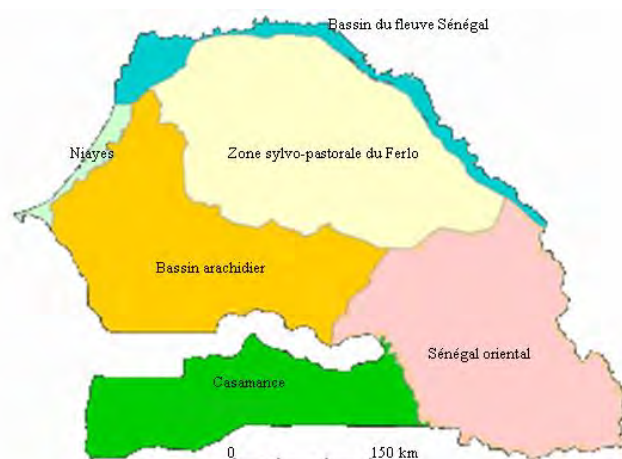 Bassin du fleuve Sénégal
Niayes
Zone sylvo-pastorale du Ferlo
Bassin arachidier
Sénégal oriental
Casamance
0 150 km